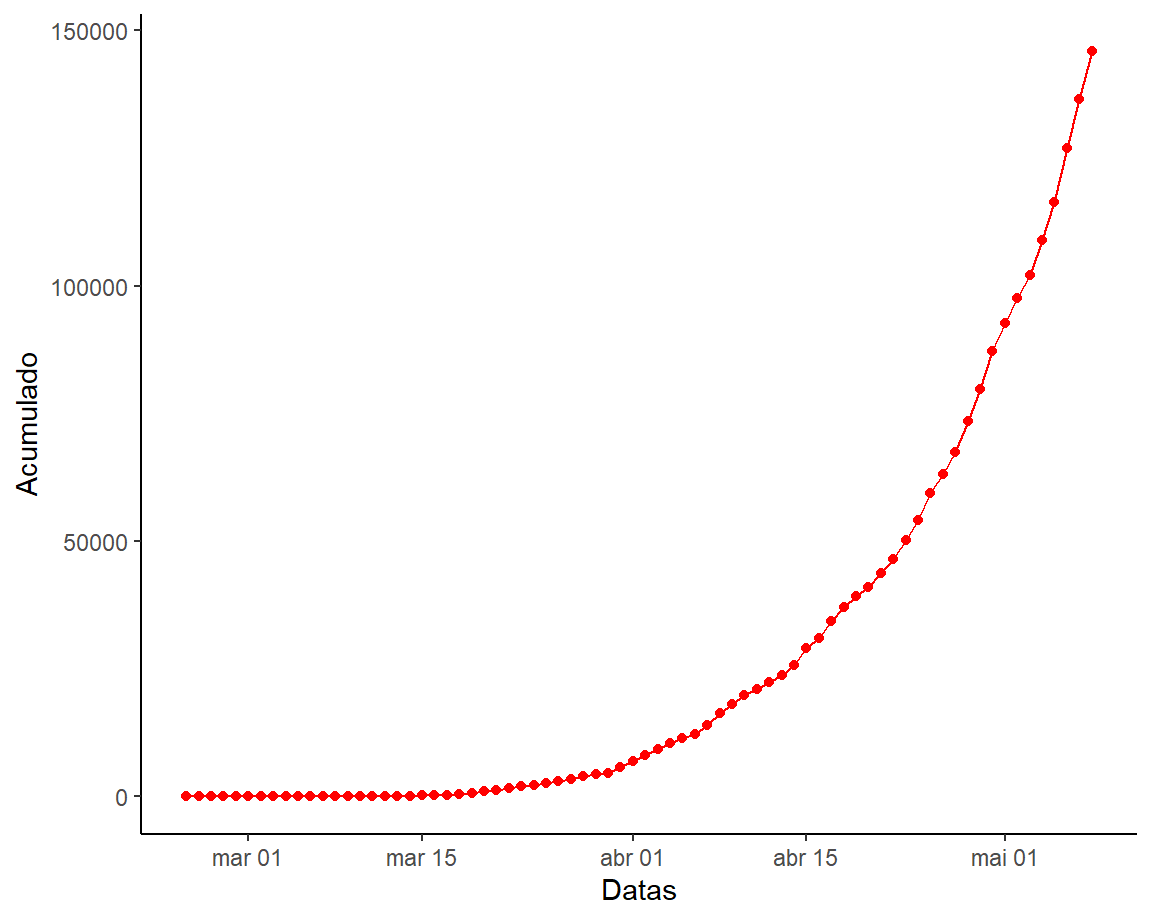 150000
100000
50000
0
Acumulado
mar 01
mar 15
abr 01
abr 15
mai 01
Datas